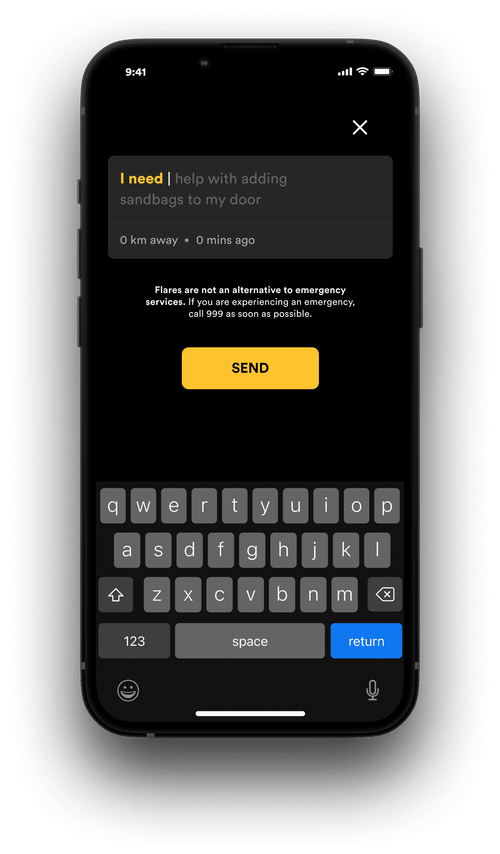 9:41
I need help with adding
sandbags to my door
0 km away • 0 mins ago
Flares are not an alternative to emergency
services. If you are experiencing an emergency,
call 999 as soon as possible.
SEND
q w e r t y u i o p
a s d f g h j k l
z x c v b n m
123 space return